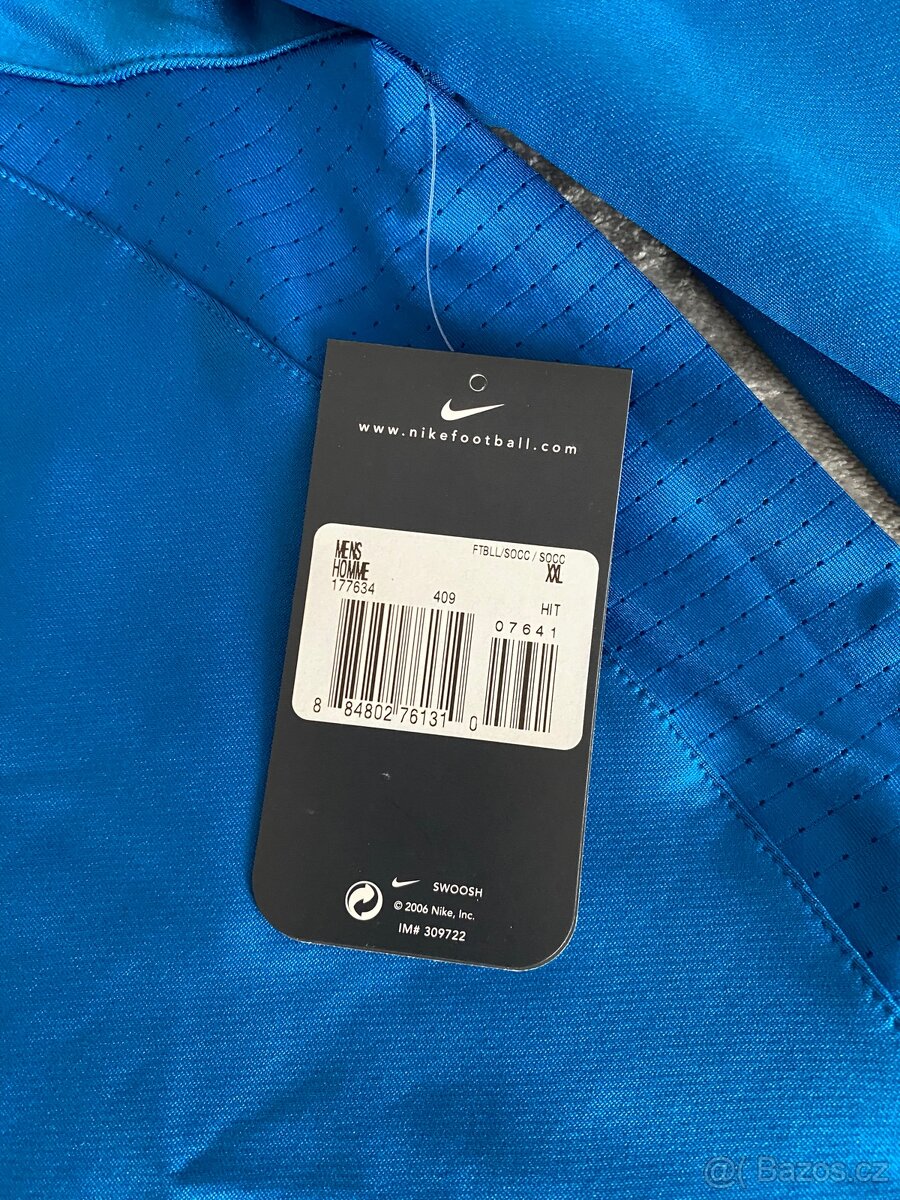 www.nikefootball.com
MENS FTBLL/SOCC / SOCC
HOMME XXL
177634 409 HIT
07641
8 84802 76131 0
SWOOSH
© 2006 Nike, Inc.
IM# 309722
@( Bazos.cz